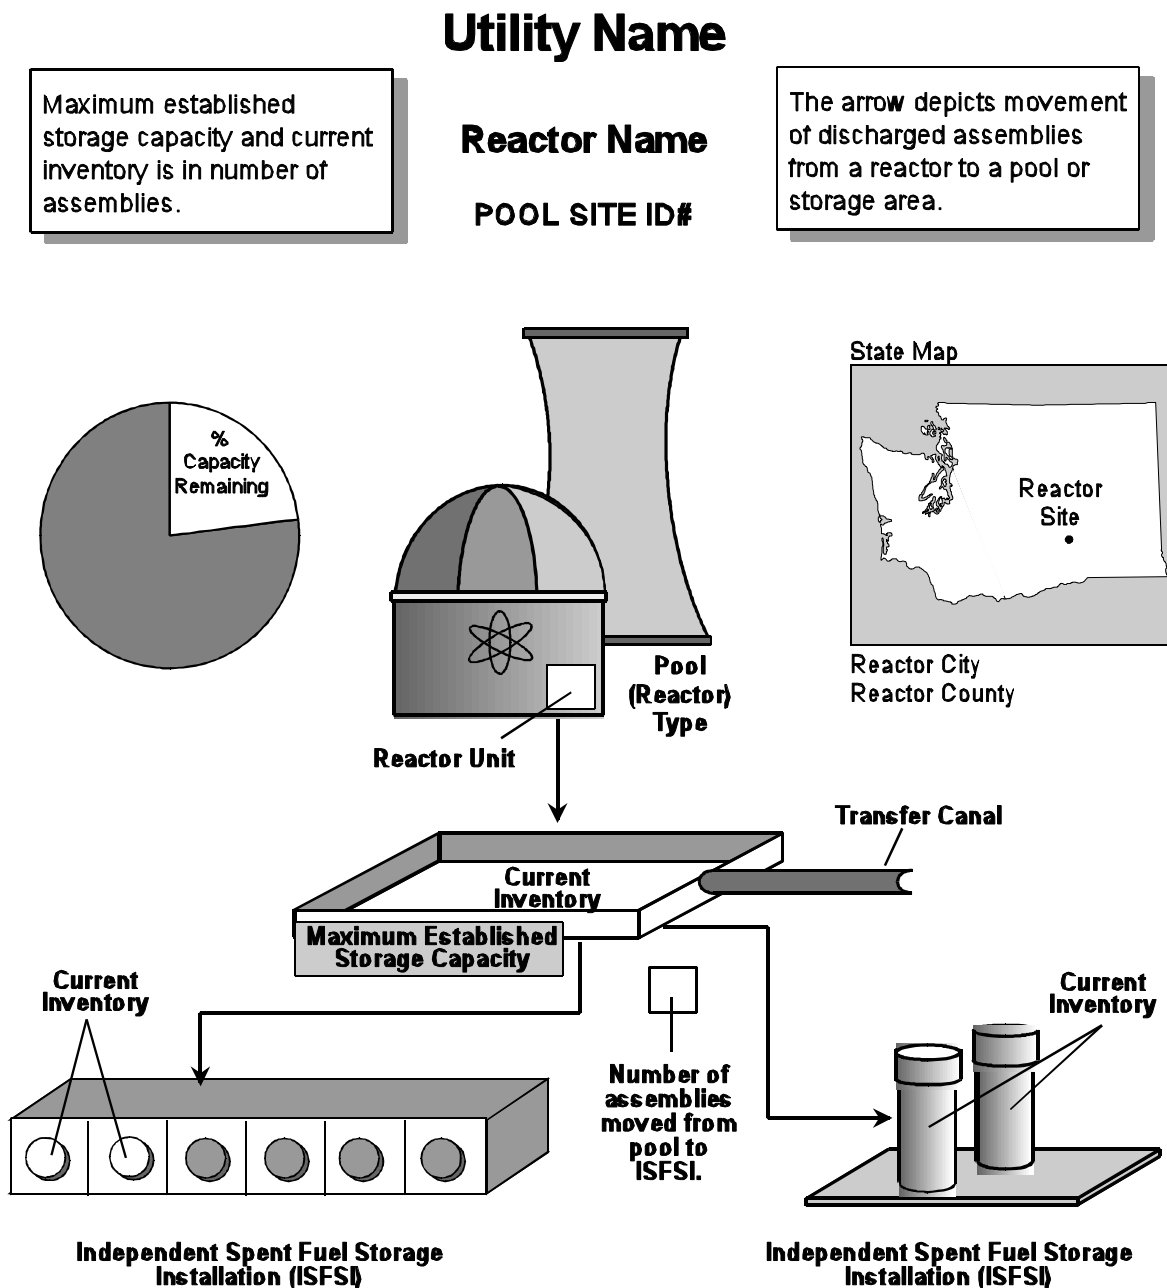 Utility Name
Maximum established
storage capacity and current
inventory is in number of
assemblies.
Reactor Name
POOL SITE ID#
The arrow depicts movement
of discharged assemblies
from a reactor to a pool or
storage area.
%
Capacity
Remaining
State Map
Reactor
Site
Reactor City
Reactor County
Pool
(Reactor)
Type
Reactor Unit
Transfer Canal
Current
Inventory
Maximum Established
Storage Capacity
Current
Inventory
Number of
assemblies
moved from
pool to
ISFSI.
Current
Inventory
Independent Spent Fuel Storage
Installation (ISFSI)
Independent Spent Fuel Storage
Installation (ISFSI)